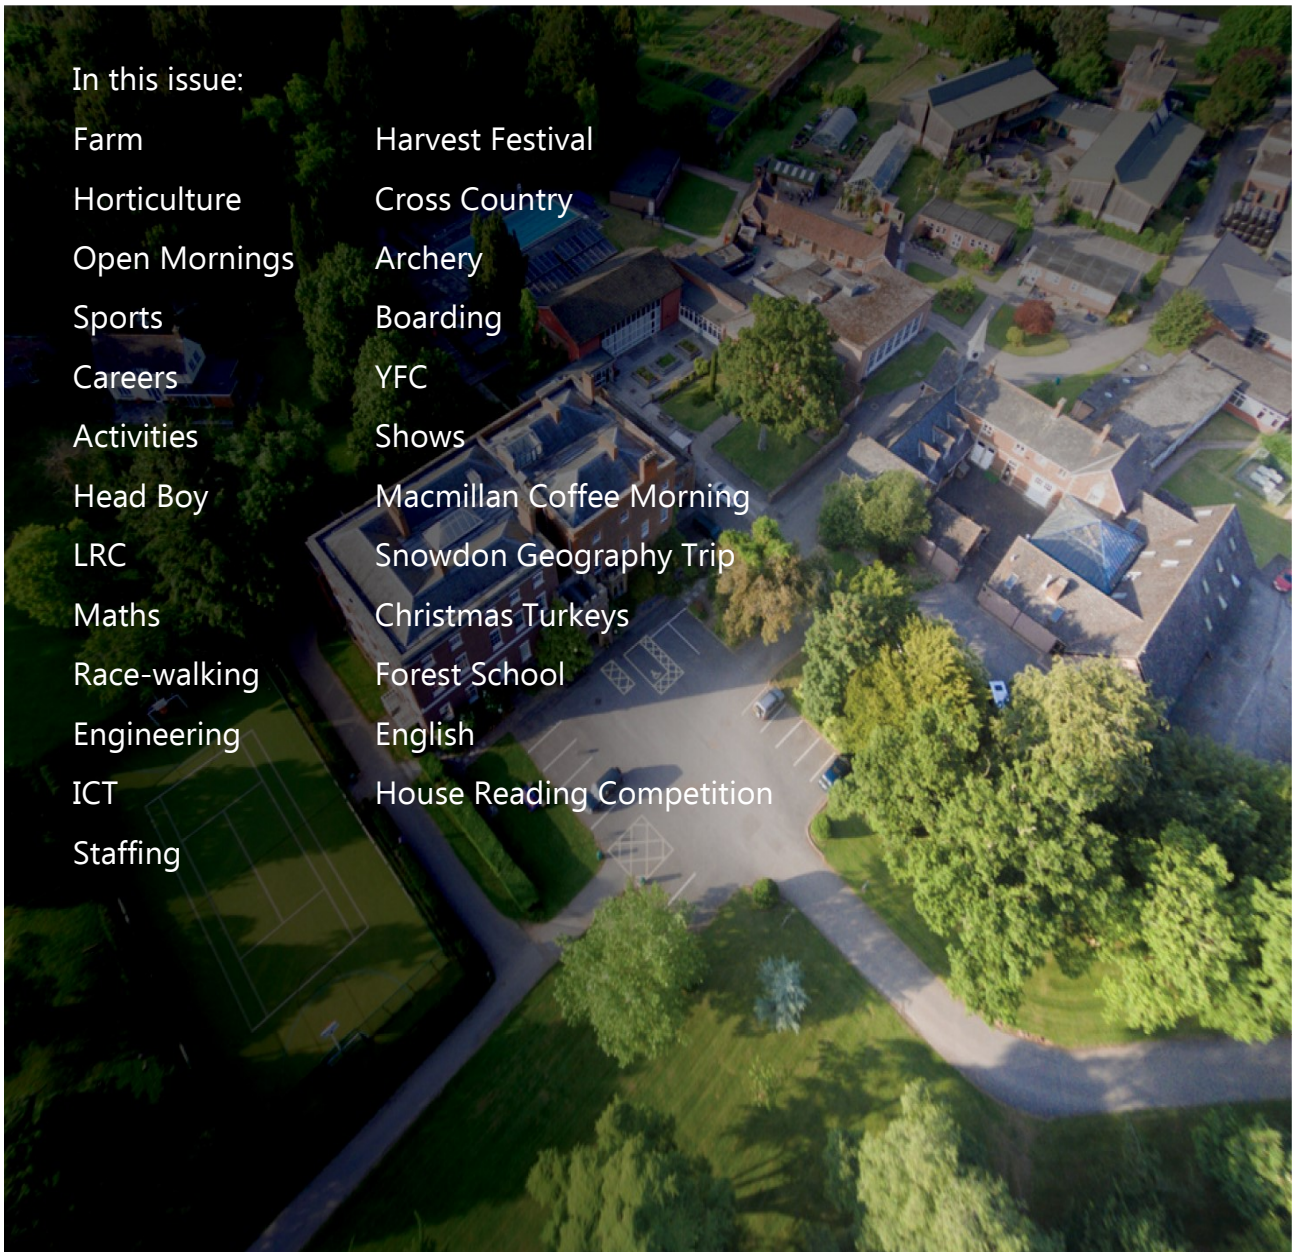 In this issue:
Farm
Horticulture
Open Mornings
Sports
Careers
Activities
Head Boy
LRC
Maths
Race-walking
Engineering
ICT
Staffing
Harvest Festival
Cross Country
Archery
Boarding
YFC
Shows
Macmillan Coffee Morning
Snowdon Geography Trip
Christmas Turkeys
Forest School
English
House Reading Competition